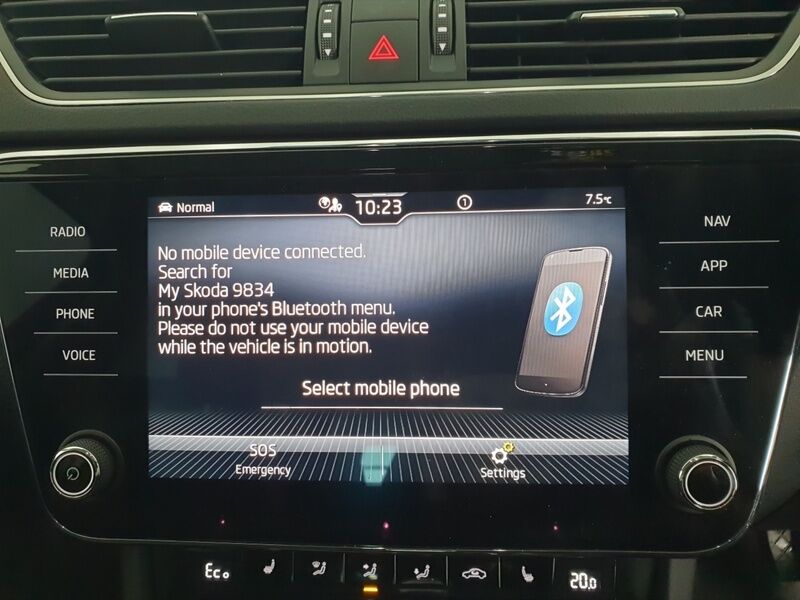 Normal 10:23 1 7.5°C
RADIO
MEDIA
PHONE
VOICE
No mobile device connected.
Search for
My Skoda 9834
in your phone's Bluetooth menu.
Please do not use your mobile device
while the vehicle is in motion.
Select mobile phone
SOS
Emergency
Settings
NAV
APP
CAR
MENU
Eco 20.0